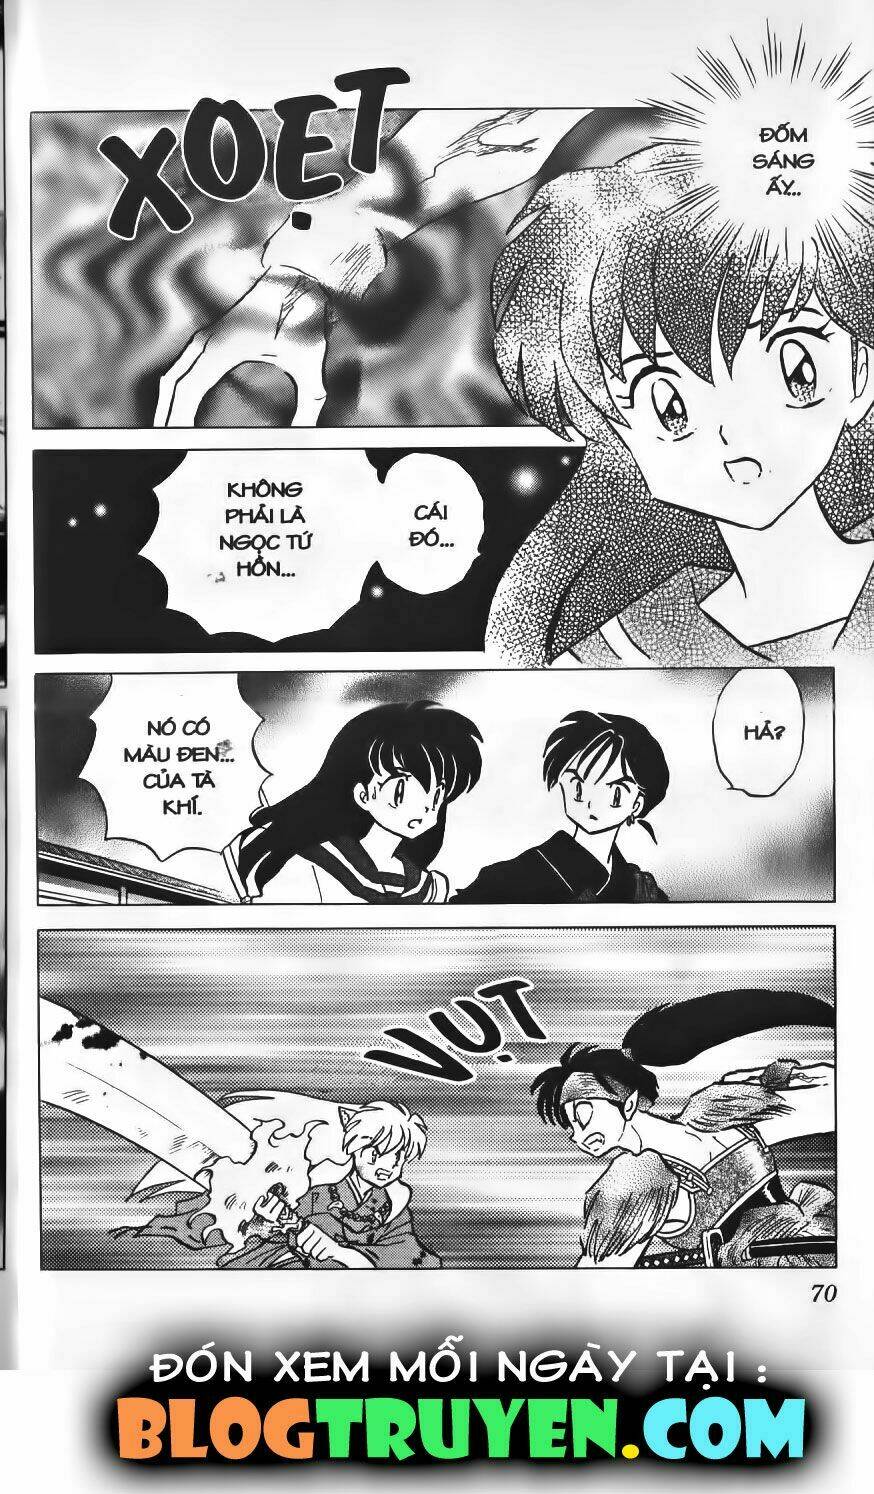 XOẸT
ĐỐM
SÁNG
ẤY...
CÁI
ĐÓ...
KHÔNG
PHẢI LÀ
NGỌC TỨ
HỒN...
HẢ?
NÓ CÓ
MÀU ĐEN...
CỦA TÀ
KHÍ.
VỤT
70
ĐÓN XEM MỖI NGÀY TẠI :
BLOGTRUYEN.COM